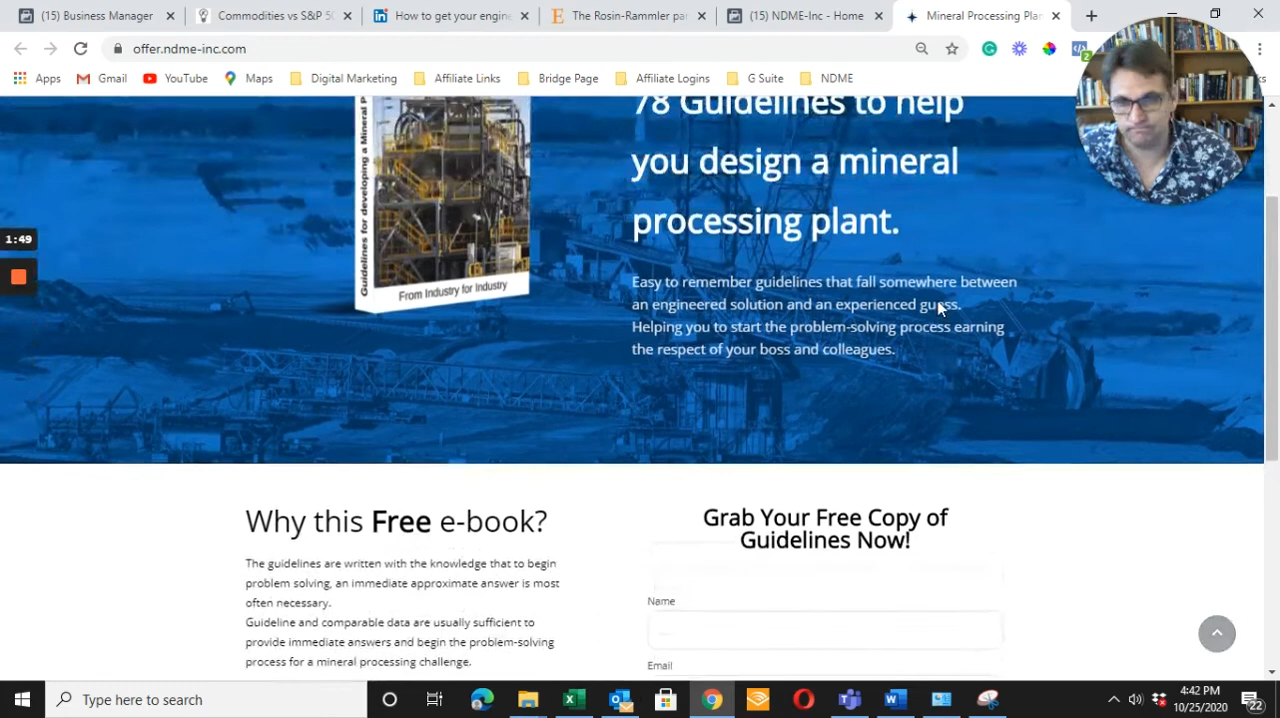 (15) Business Manager
Commodities vs S&P 50
How to get your engine
The Rosin-Rammler par
(15) NDME-Inc - Home
Mineral Processing Plan
offer.ndme-inc.com
2
Apps
Gmail
YouTube
Maps
Digital Marketing
Affiliate Links
Bridge Page
Affiliate Logins
G Suite
NDME
78 Guidelines to help
you design a mineral
processing plant.
Guidelines for developing a Mineral P
From Industry for Industry
1:49
Easy to remember guidelines that fall somewhere between
an engineered solution and an experienced guess.
Helping you to start the problem-solving process earning
the respect of your boss and colleagues.
Why this Free e-book?
The guidelines are written with the knowledge that to begin
problem solving, an immediate approximate answer is most
often necessary.
Guideline and comparable data are usually sufficient to
provide immediate answers and begin the problem-solving
process for a mineral processing challenge.
Grab Your Free Copy of
Guidelines Now!
Name
Email
Type here to search
4:42 PM
10/25/2020
22